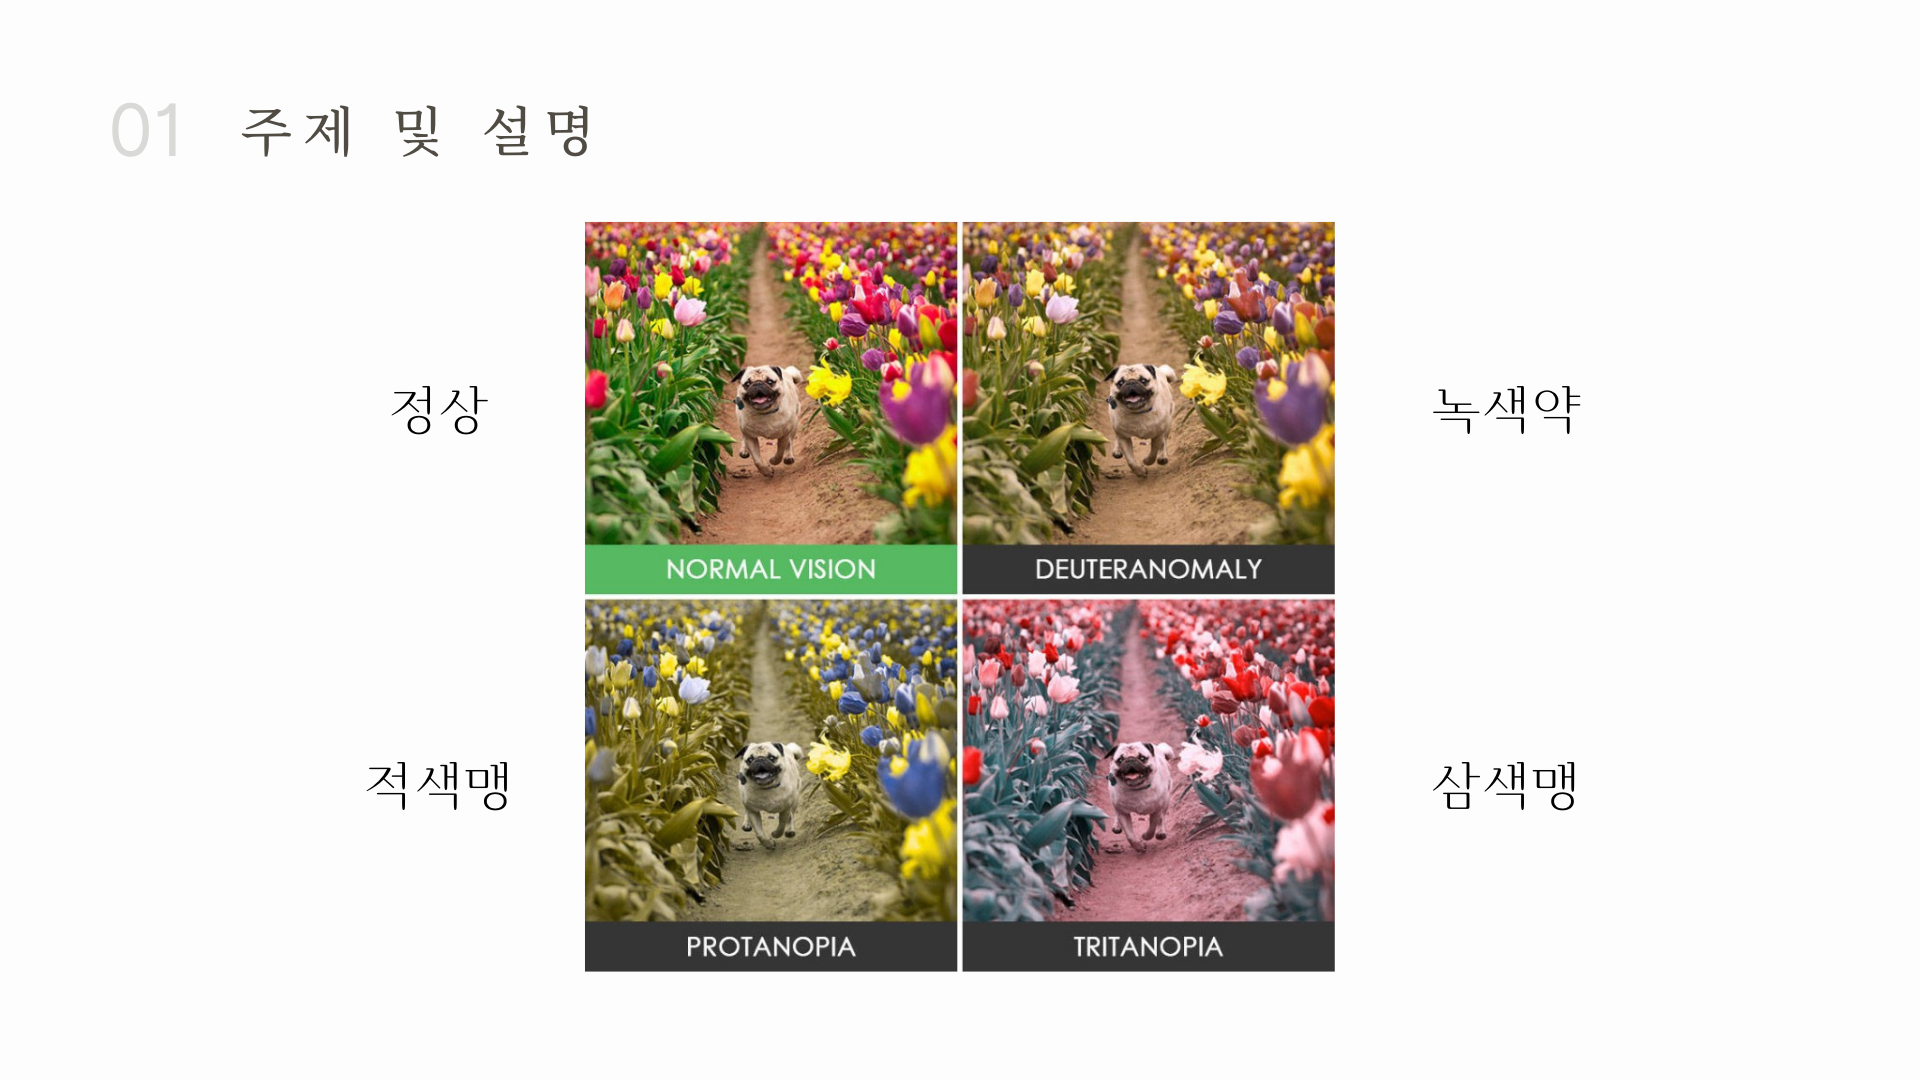 01 주제 및 설명
정상
녹색약
NORMAL VISION
DEUTERANOMALY
적색맹
삼색맹
PROTANOPIA
TRITANOPIA